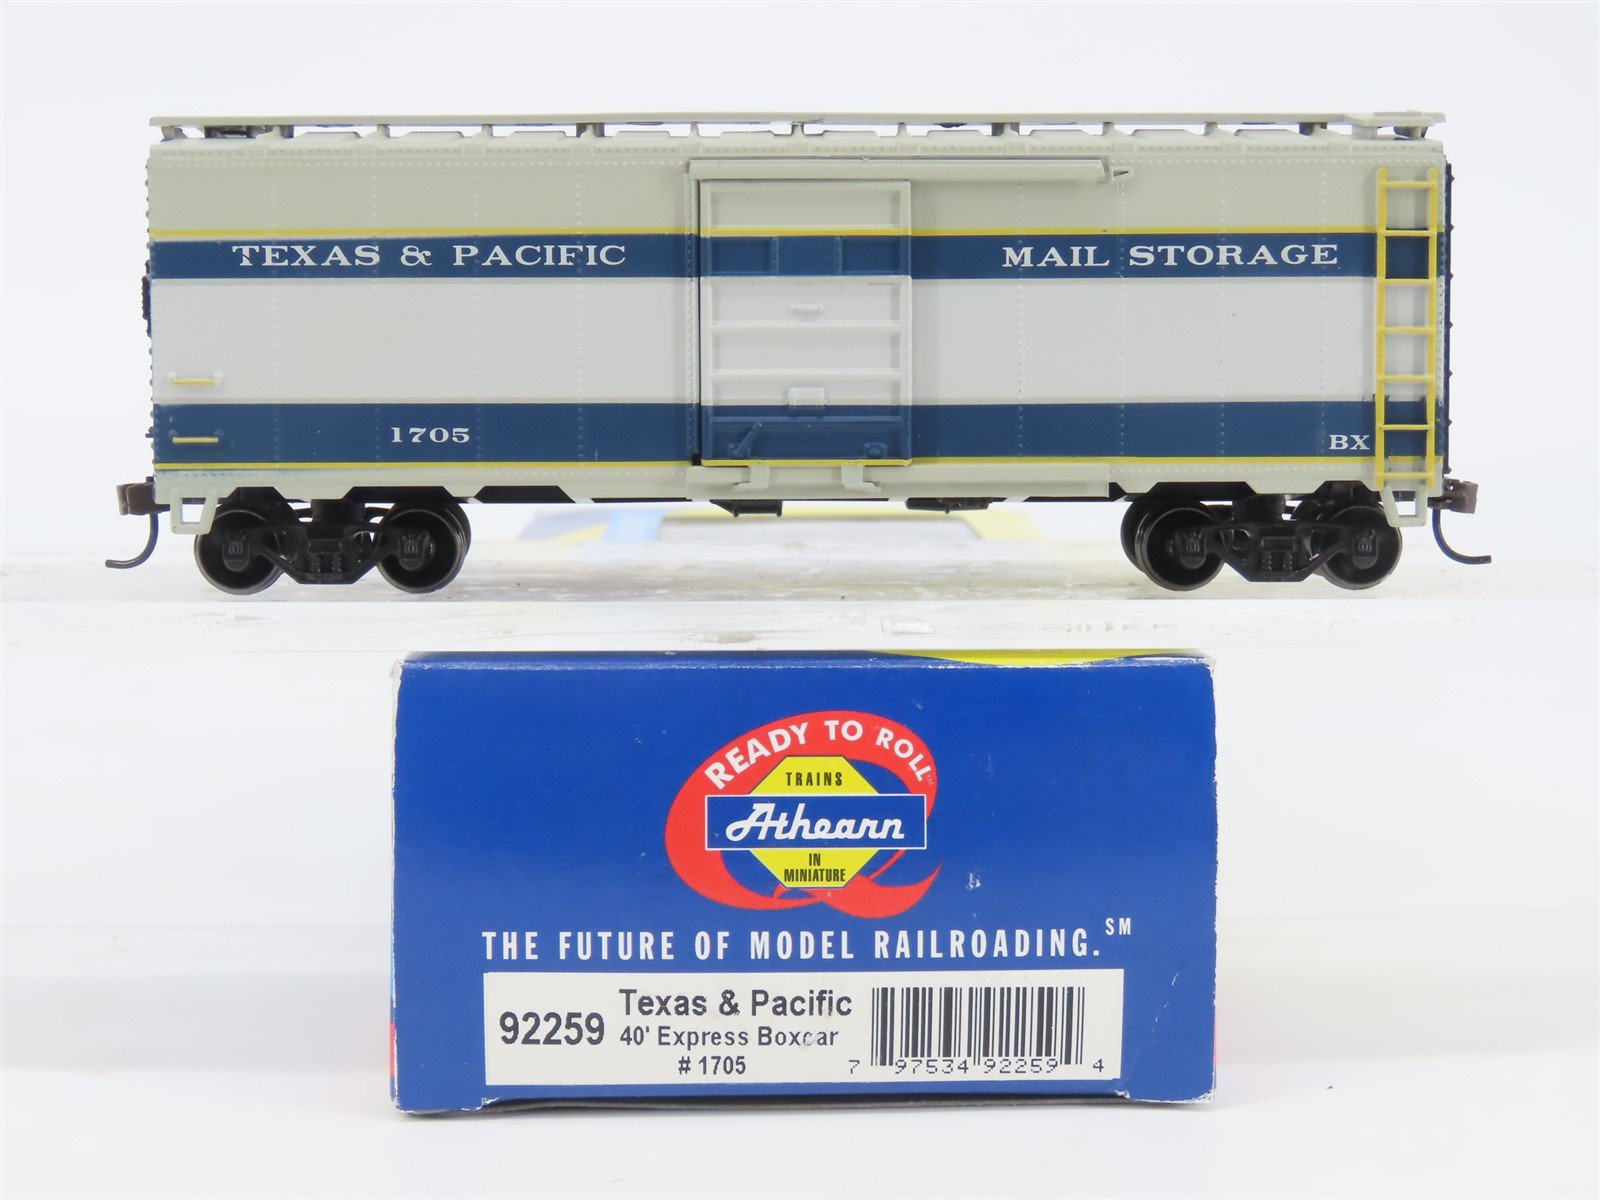 TEXAS & PACIFIC
MAIL STORAGE
1705
BX
READY TO ROLL™
TRAINS
Athearn
IN
MINIATURE
THE FUTURE OF MODEL RAILROADING.SM
92259
Texas & Pacific
40' Express Boxcar
# 1705
7 97534 92259 4